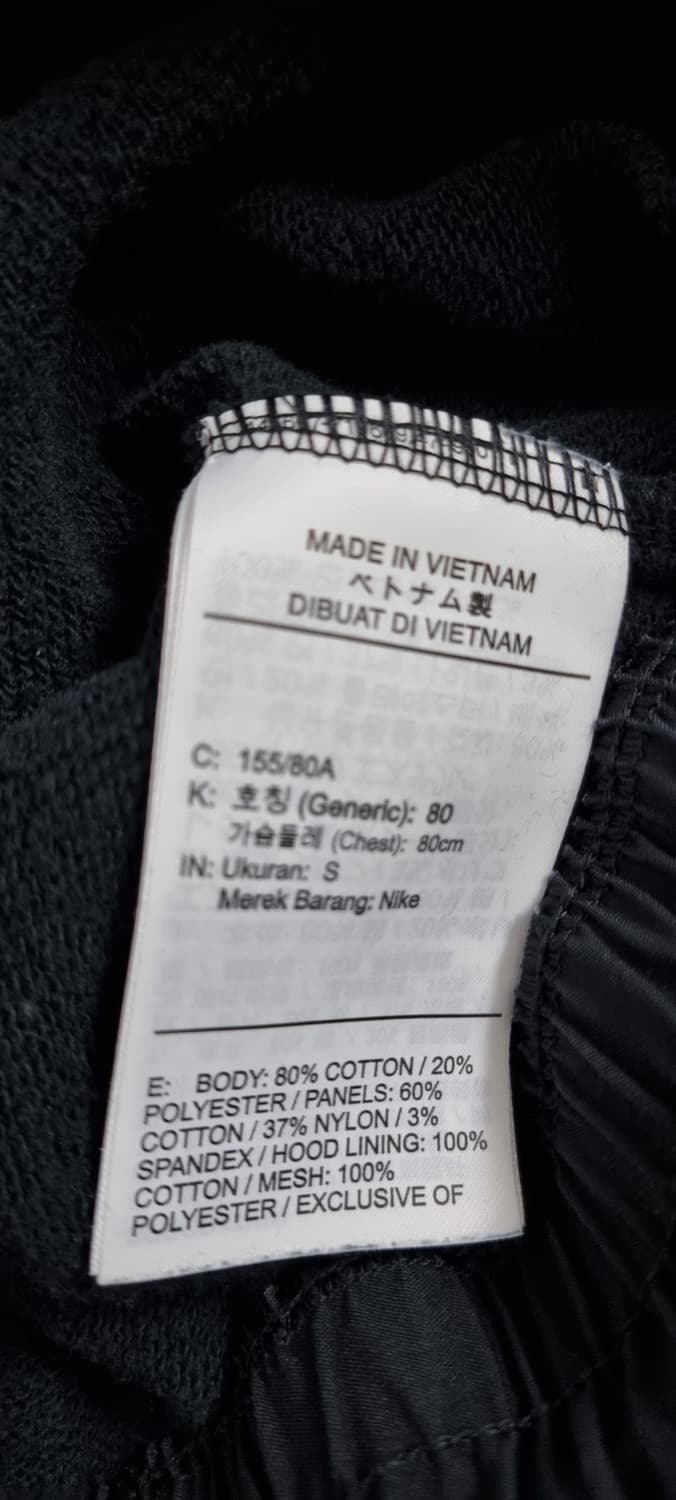 MADE IN VIETNAM
ベトナム製
DIBUAT DI VIETNAM
C: 155/80A
K: 호칭 (Generic): 80
가슴둘레 (Chest): 80cm
IN: Ukuran: S
Merek Barang: Nike
E: BODY: 80% COTTON / 20%
POLYESTER / PANELS: 60%
COTTON / 37% NYLON / 3%
SPANDEX / HOOD LINING: 100%
COTTON / MESH: 100%
POLYESTER / EXCLUSIVE OF